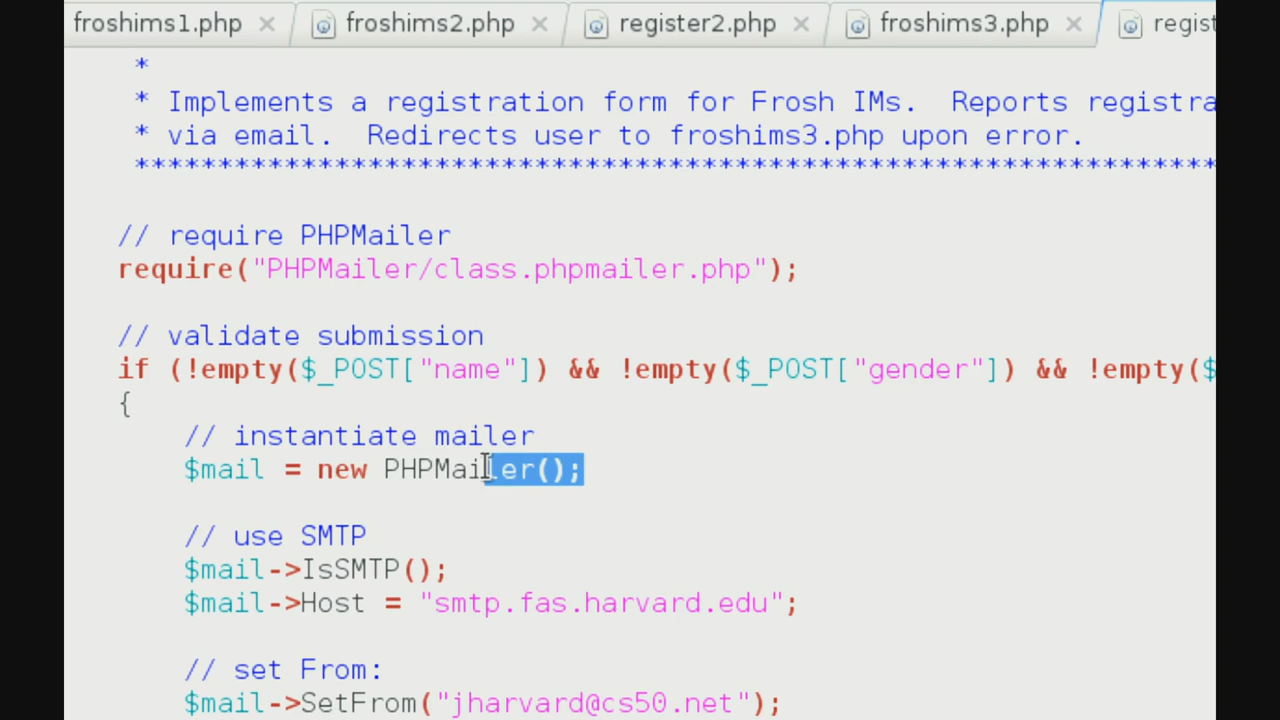 froshims1.php × froshims2.php × register2.php × froshims3.php × regist
*
* Implements a registration form for Frosh IMs.  Reports registra
* via email.  Redirects user to froshims3.php upon error.
*****************************************************************
// require PHPMailer
require("PHPMailer/class.phpmailer.php");
// validate submission
if (!empty($_POST["name"]) && !empty($_POST["gender"]) && !empty($
{
// instantiate mailer
$mail = new PHPMailer();
// use SMTP
$mail->IsSMTP();
$mail->Host = "smtp.fas.harvard.edu";
// set From:
$mail->SetFrom("jharvard@cs50.net");